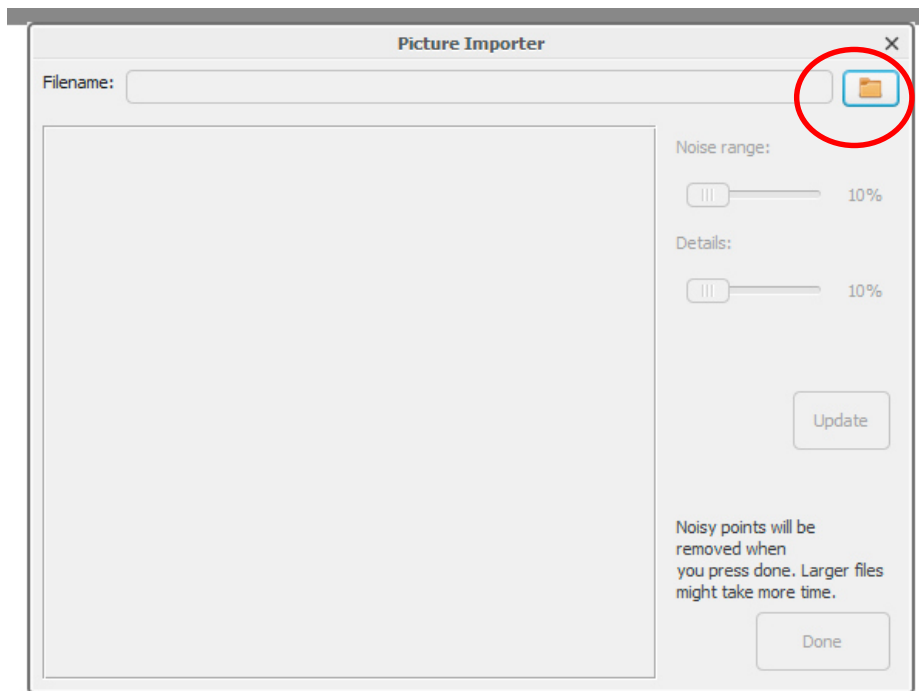 Picture Importer
Filename:
Noise range:
10%
Details:
10%
Update
Noisy points will be
removed when
you press done. Larger files
might take more time.
Done